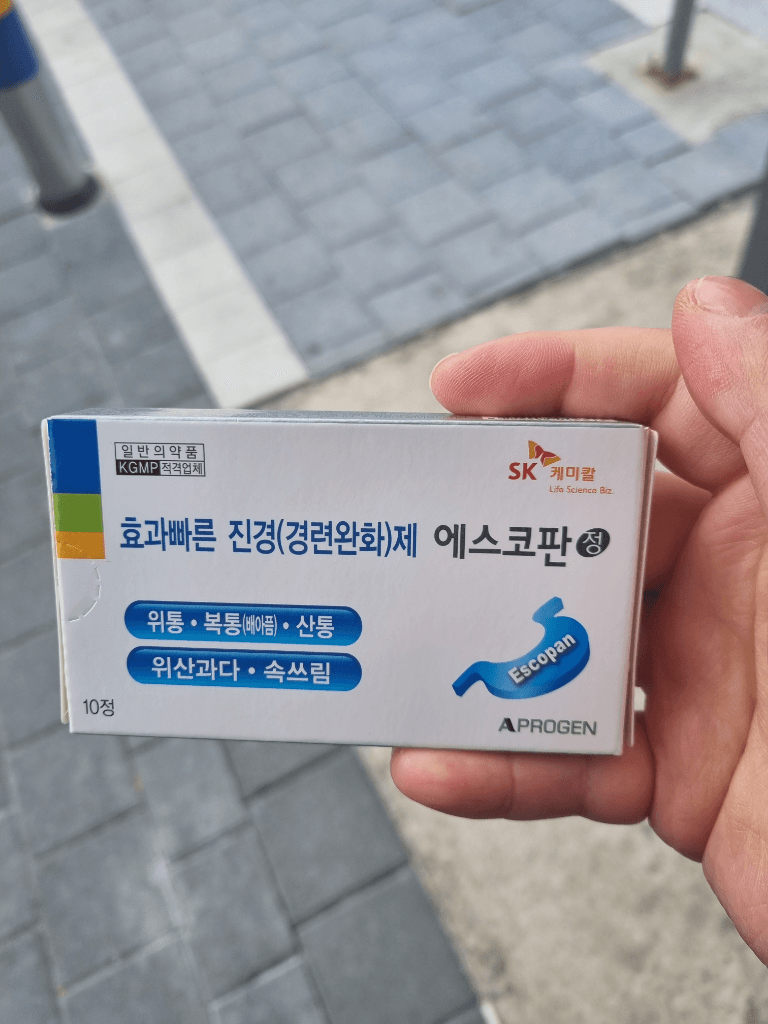 일반의약품
KGMP 적격업체
SK 케미칼
Life Science Biz.
효과빠른 진경(경련완화)제 에스코판 정
위통 • 복통(배아픔) • 산통
위산과다 • 속쓰림
Escopan
10정
APROGEN